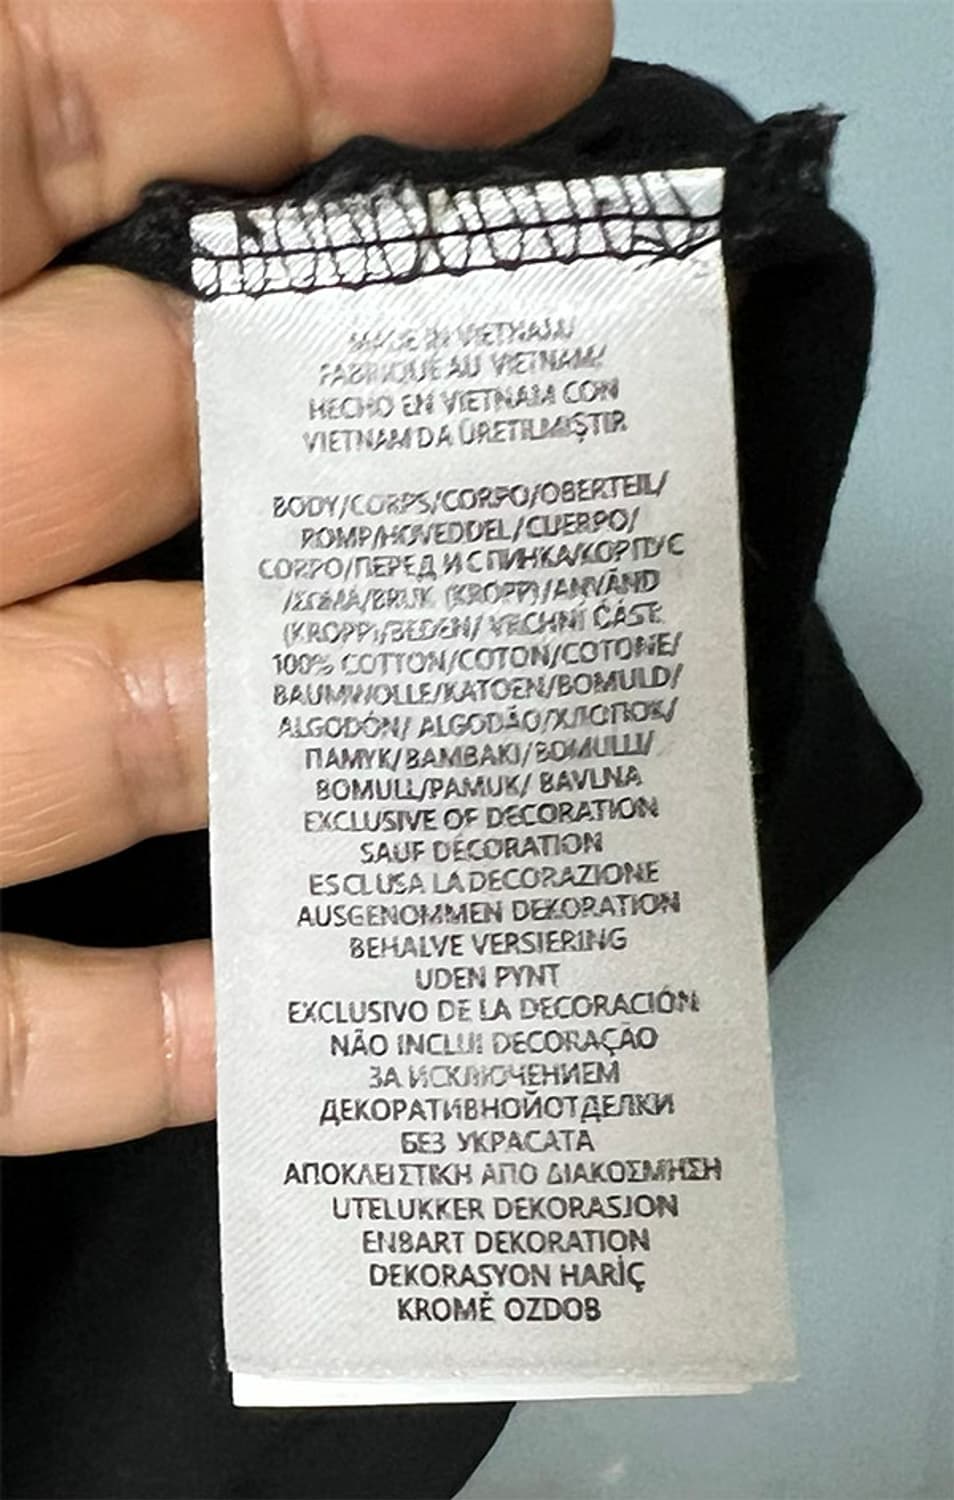 MADE IN VIETNAM/
FABRIQUÉ AU VIETNAM/
HECHO EN VIETNAM CON
VIETNAM'DA ÜRETILMIŞTIR
BODY/CORPS/CORPO/OBERTEIL/
ROMP/HOVEDDEL/CUERPO/
CORPO/ПЕРЕД И СПИНКА/КОРПУС
/ΣΩΜΑ/BRUK (KROPP)/ANVÄND
(KROPP)/BEDEN/ VRCHNÍ ČÁST:
100% COTTON/COTON/COTONE/
BAUMWOLLE/KATOEN/BOMULD/
ALGODÓN/ ALGODÃO/ХЛОПОК/
ПАМУК/BAMBAKI/BOMULL/
BOMULL/PAMUK/ BAVLNA
EXCLUSIVE OF DECORATION
SAUF DÉCORATION
ESCLUSA LA DECORAZIONE
AUSGENOMMEN DEKORATION
BEHALVE VERSIERING
UDEN PYNT
EXCLUSIVO DE LA DECORACIÓN
NÃO INCLUI DECORAÇÃO
ЗА ИСКЛЮЧЕНИЕМ
ДЕКОРАТИВНОЙОТДЕЛКИ
БЕЗ УКРАСАТА
ΑΠΟΚΛΕΙΣΤΙΚΗ ΑΠΟ ΔΙΑΚΟΣΜΗΣΗ
UTELUKKER DEKORASJON
ENBART DEKORATION
DEKORASYON HARİÇ
KROMĚ OZDOB